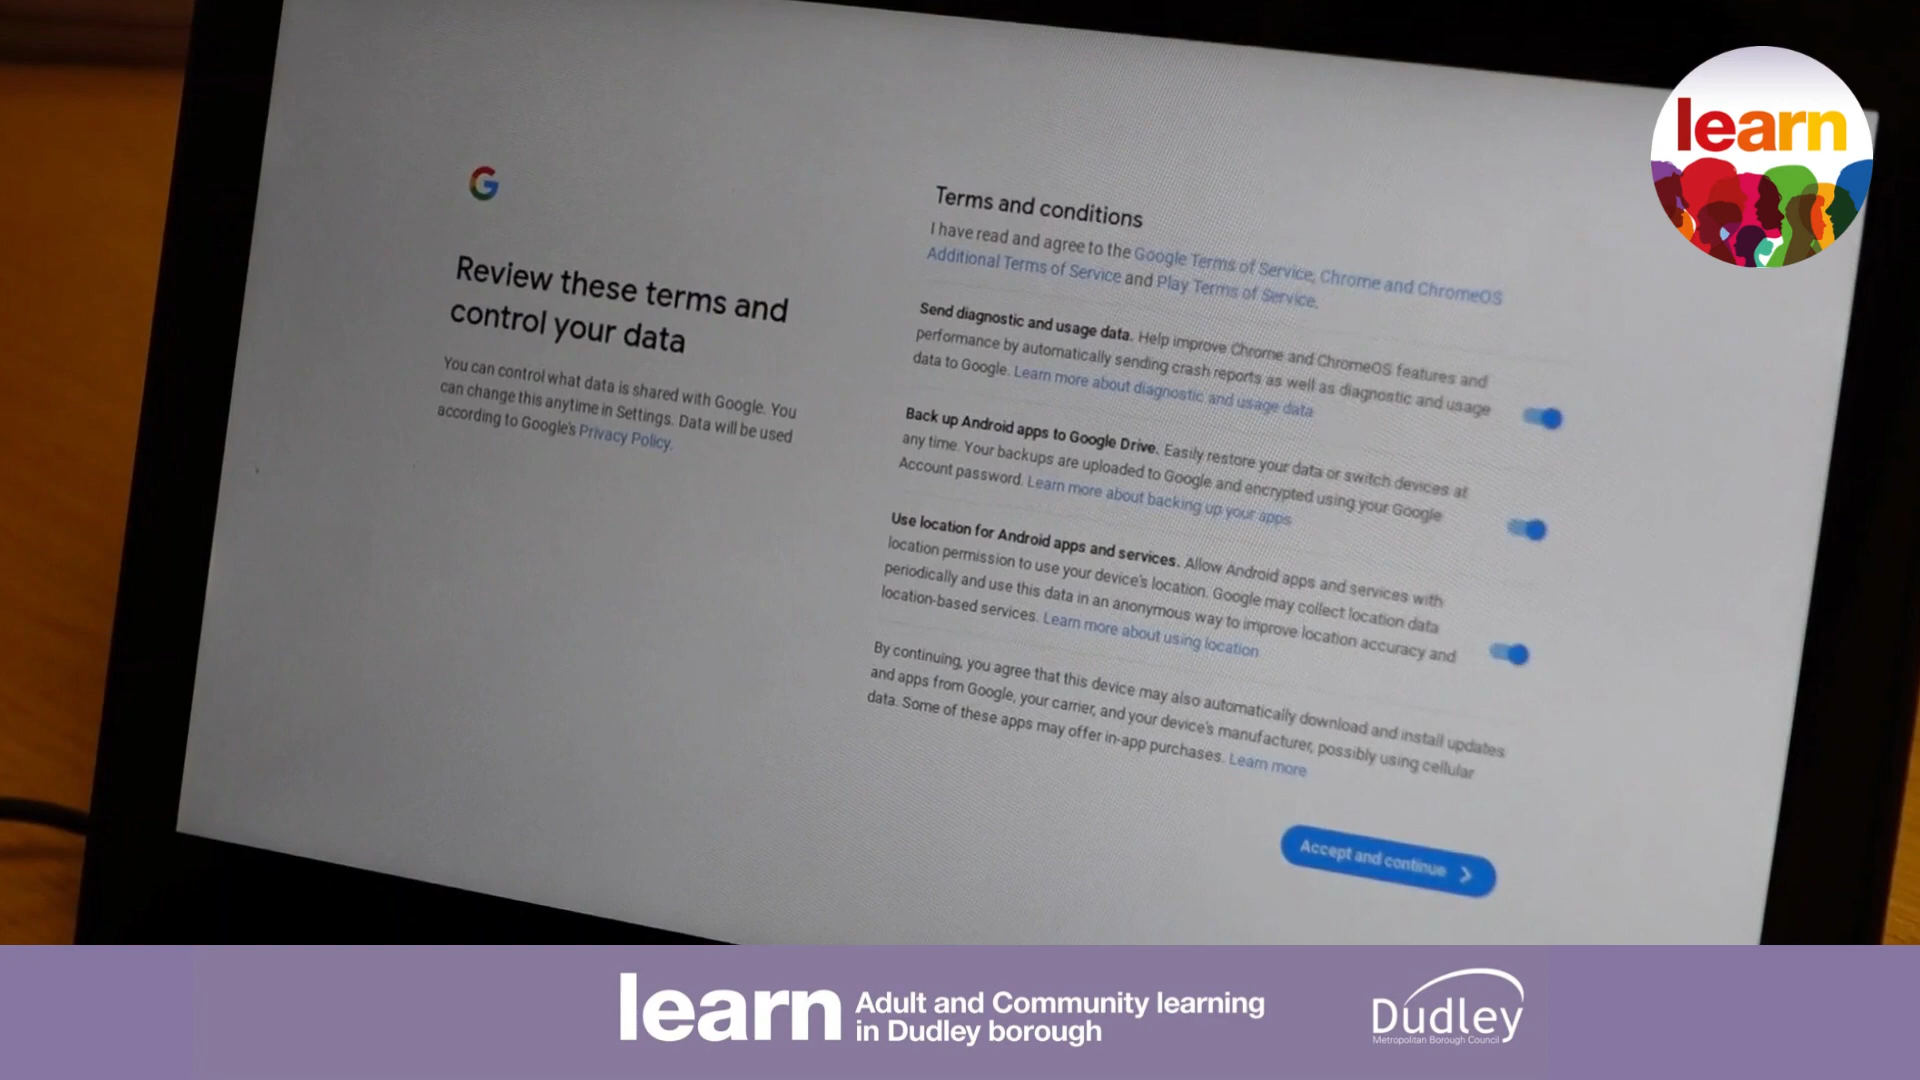 learn
Review these terms and
control your data
You can control what data is shared with Google. You
can change this anytime in Settings. Data will be used
according to Google's Privacy Policy.
Terms and conditions
I have read and agree to the Google Terms of Service, Chrome and ChromeOS
Additional Terms of Service and Play Terms of Service.
Send diagnostic and usage data. Help improve Chrome and ChromeOS features and
performance by automatically sending crash reports as well as diagnostic and usage
data to Google. Learn more about diagnostic and usage data
Back up Android apps to Google Drive. Easily restore your data or switch devices at
any time. Your backups are uploaded to Google and encrypted using your Google
Account password. Learn more about backing up your apps
Use location for Android apps and services. Allow Android apps and services with
location permission to use your device's location. Google may collect location data
periodically and use this data in an anonymous way to improve location accuracy and
location-based services. Learn more about using location
By continuing, you agree that this device may also automatically download and install updates
and apps from Google, your carrier, and your device's manufacturer, possibly using cellular
data. Some of these apps may offer in-app purchases. Learn more
Accept and continue
learn Adult and Community learning
in Dudley borough
Dudley
Metropolitan Borough Council